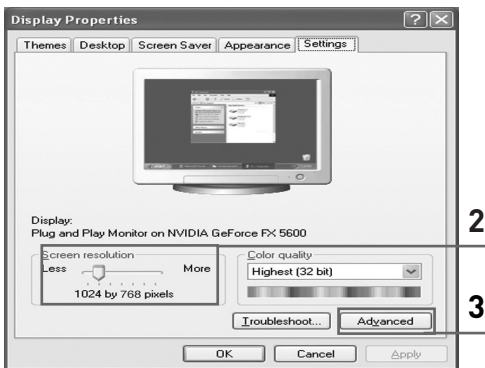 Display Properties
Themes Desktop Screen Saver Appearance Settings
Display:
Plug and Play Monitor on NVIDIA GeForce FX 5600
Screen resolution
Less More
1024 by 768 pixels
Color quality
Highest (32 bit)
2
Troubleshoot... Advanced
3
OK Cancel Apply